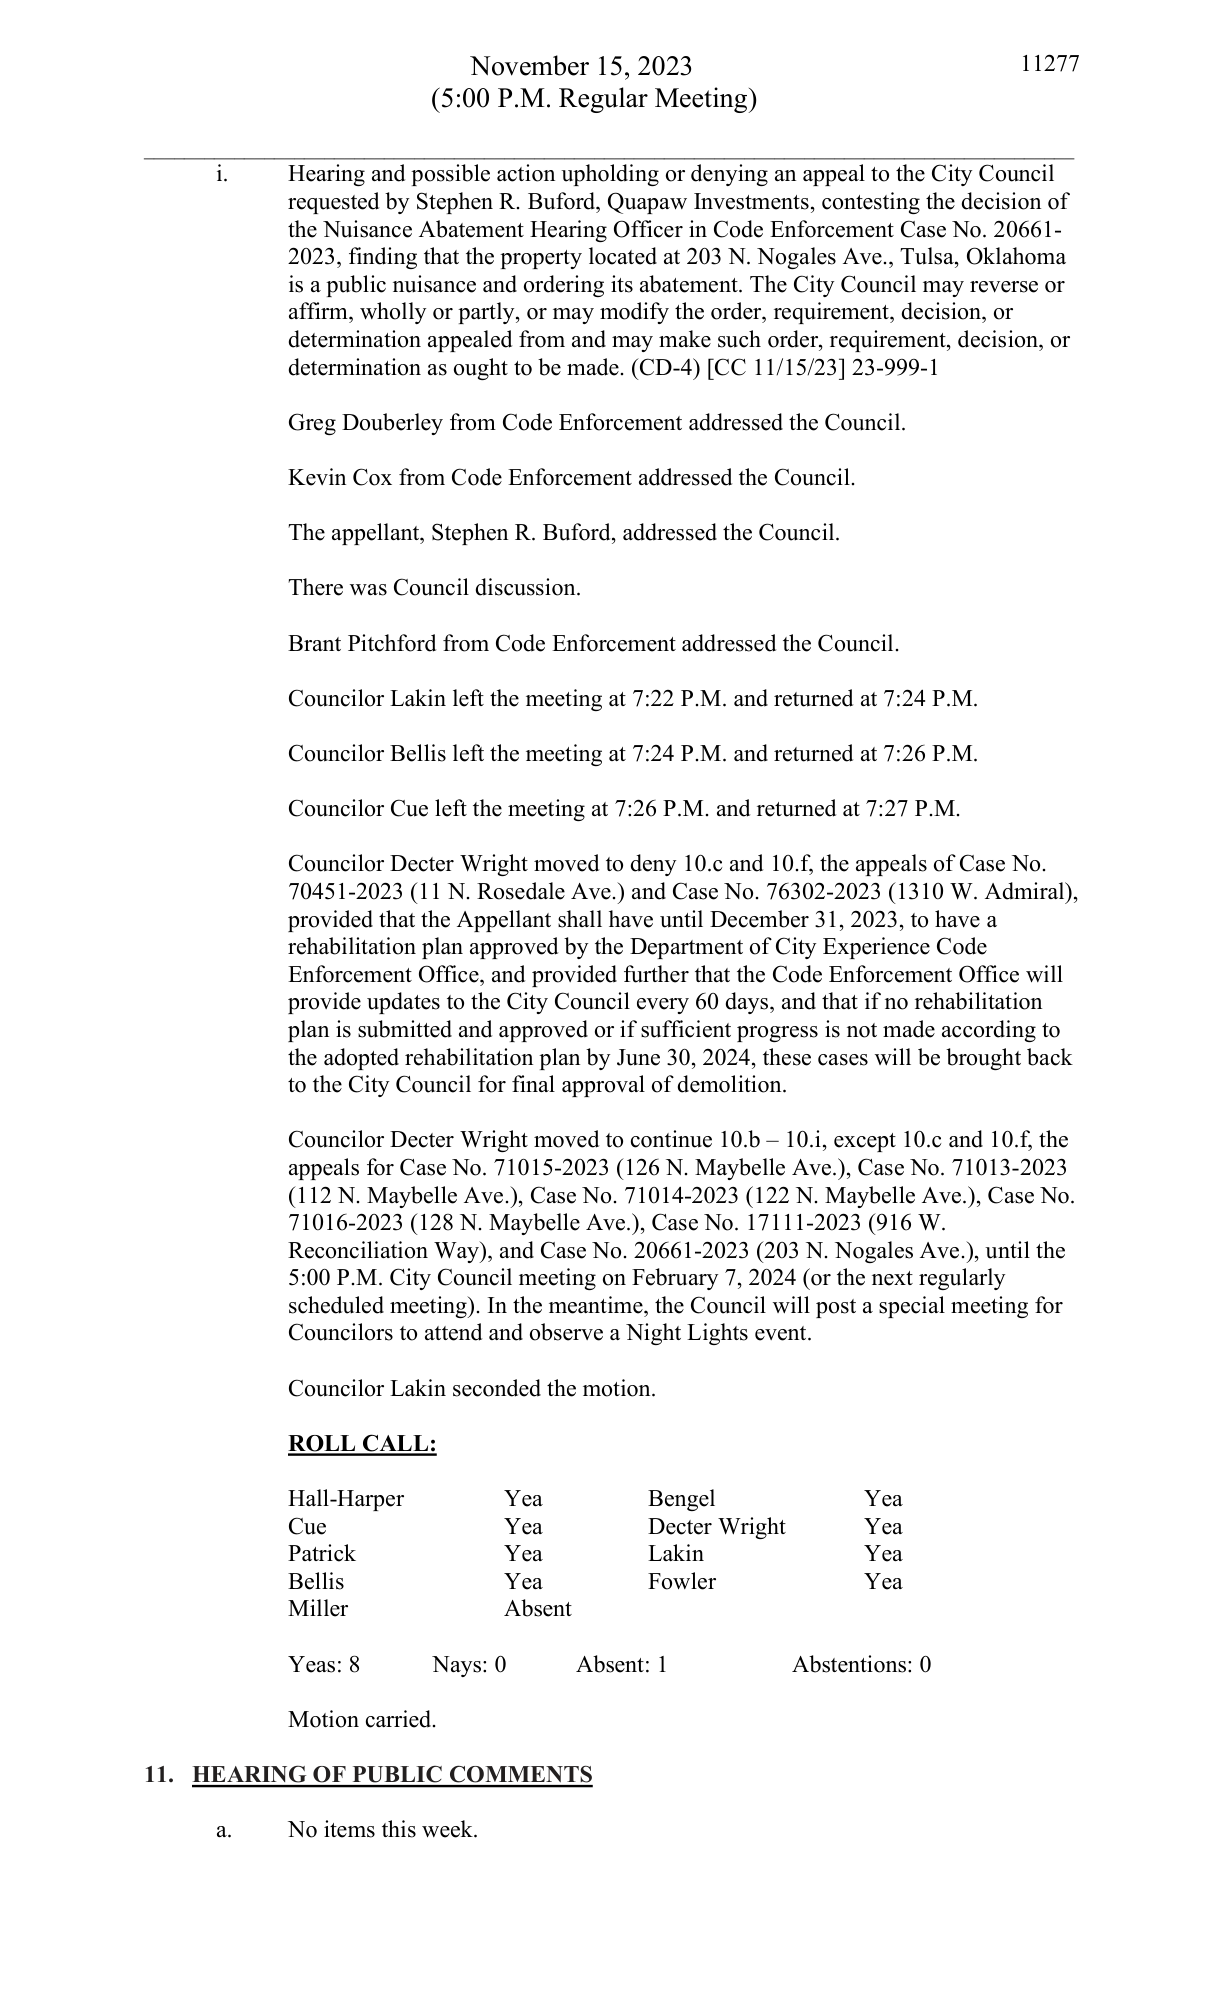 November 15, 2023
11277
(5:00 P.M. Regular Meeting)
i. Hearing and possible action upholding or denying an appeal to the City Council
requested by Stephen R. Buford, Quapaw Investments, contesting the decision of
the Nuisance Abatement Hearing Officer in Code Enforcement Case No. 20661-
2023, finding that the property located at 203 N. Nogales Ave., Tulsa, Oklahoma
is a public nuisance and ordering its abatement. The City Council may reverse or
affirm, wholly or partly, or may modify the order, requirement, decision, or
determination appealed from and may make such order, requirement, decision, or
determination as ought to be made. (CD-4) [CC 11/15/23] 23-999-1
Greg Douberley from Code Enforcement addressed the Council.
Kevin Cox from Code Enforcement addressed the Council.
The appellant, Stephen R. Buford, addressed the Council.
There was Council discussion.
Brant Pitchford from Code Enforcement addressed the Council.
Councilor Lakin left the meeting at 7:22 P.M. and returned at 7:24 P.M.
Councilor Bellis left the meeting at 7:24 P.M. and returned at 7:26 P.M.
Councilor Cue left the meeting at 7:26 P.M. and returned at 7:27 P.M.
Councilor Decter Wright moved to deny 10.c and 10.f, the appeals of Case No.
70451-2023 (11 N. Rosedale Ave.) and Case No. 76302-2023 (1310 W. Admiral),
provided that the Appellant shall have until December 31, 2023, to have a
rehabilitation plan approved by the Department of City Experience Code
Enforcement Office, and provided further that the Code Enforcement Office will
provide updates to the City Council every 60 days, and that if no rehabilitation
plan is submitted and approved or if sufficient progress is not made according to
the adopted rehabilitation plan by June 30, 2024, these cases will be brought back
to the City Council for final approval of demolition.
Councilor Decter Wright moved to continue 10.b – 10.i, except 10.c and 10.f, the
appeals for Case No. 71015-2023 (126 N. Maybelle Ave.), Case No. 71013-2023
(112 N. Maybelle Ave.), Case No. 71014-2023 (122 N. Maybelle Ave.), Case No.
71016-2023 (128 N. Maybelle Ave.), Case No. 17111-2023 (916 W.
Reconciliation Way), and Case No. 20661-2023 (203 N. Nogales Ave.), until the
5:00 P.M. City Council meeting on February 7, 2024 (or the next regularly
scheduled meeting). In the meantime, the Council will post a special meeting for
Councilors to attend and observe a Night Lights event.
Councilor Lakin seconded the motion.
ROLL CALL:
Hall-Harper Yea Bengel Yea
Cue Yea Decter Wright Yea
Patrick Yea Lakin Yea
Bellis Yea Fowler Yea
Miller Absent
Yeas: 8 Nays: 0 Absent: 1 Abstentions: 0
Motion carried.
11. HEARING OF PUBLIC COMMENTS
a. No items this week.